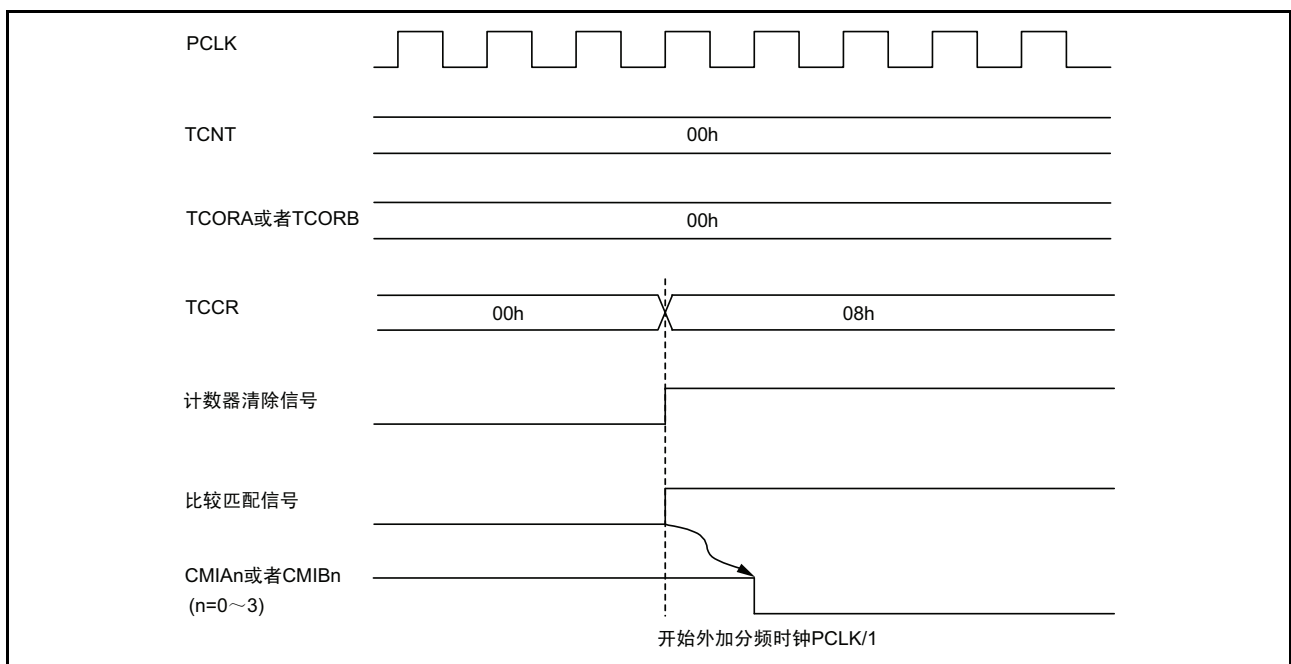 PCLK
TCNT
00h
TCORA或者TCORB
00h
TCCR
00h
08h
计数器清除信号
比较匹配信号
CMIAn或者CMIBn
(n=0～3)
开始外加分频时钟PCLK/1